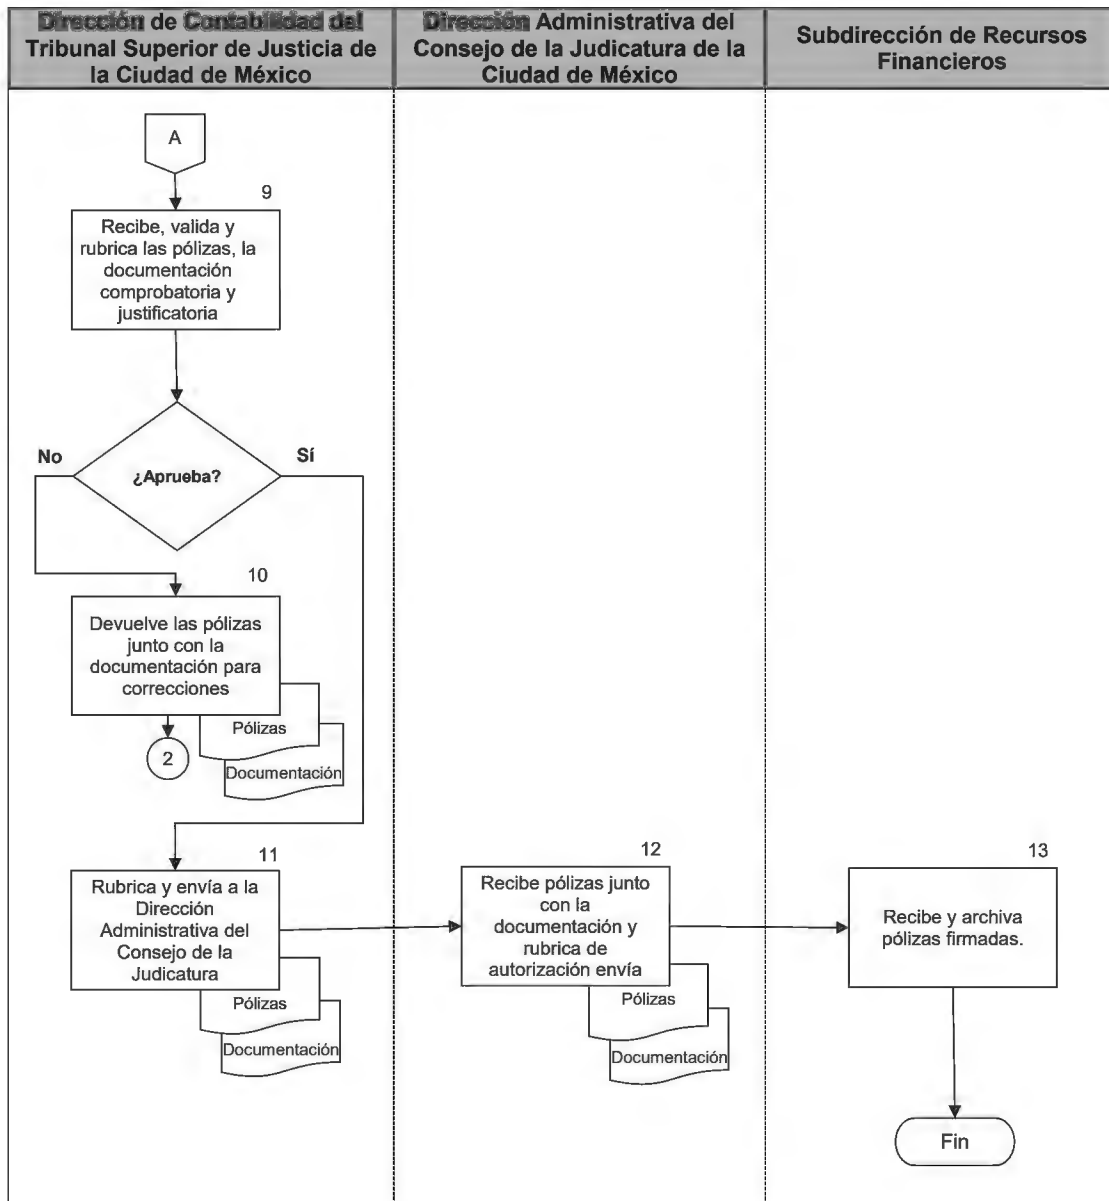 Dirección de Contabilidad del
Tribunal Superior de Justicia de
la Ciudad de México
Dirección Administrativa del
Consejo de la Judicatura de la
Ciudad de México
Subdirección de Recursos
Financieros
A
9
Recibe, valida y
rubrica las pólizas, la
documentación
comprobatoria y
justificatoria
No
¿Aprueba?
Sí
10
Devuelve las pólizas
junto con la
documentación para
correcciones
Pólizas
Documentación
2
11
Rubrica y envía a la
Dirección
Administrativa del
Consejo de la
Judicatura
Pólizas
Documentación
12
Recibe pólizas junto
con la
documentación y
rubrica de
autorización envía
Pólizas
Documentación
13
Recibe y archiva
pólizas firmadas.
Fin